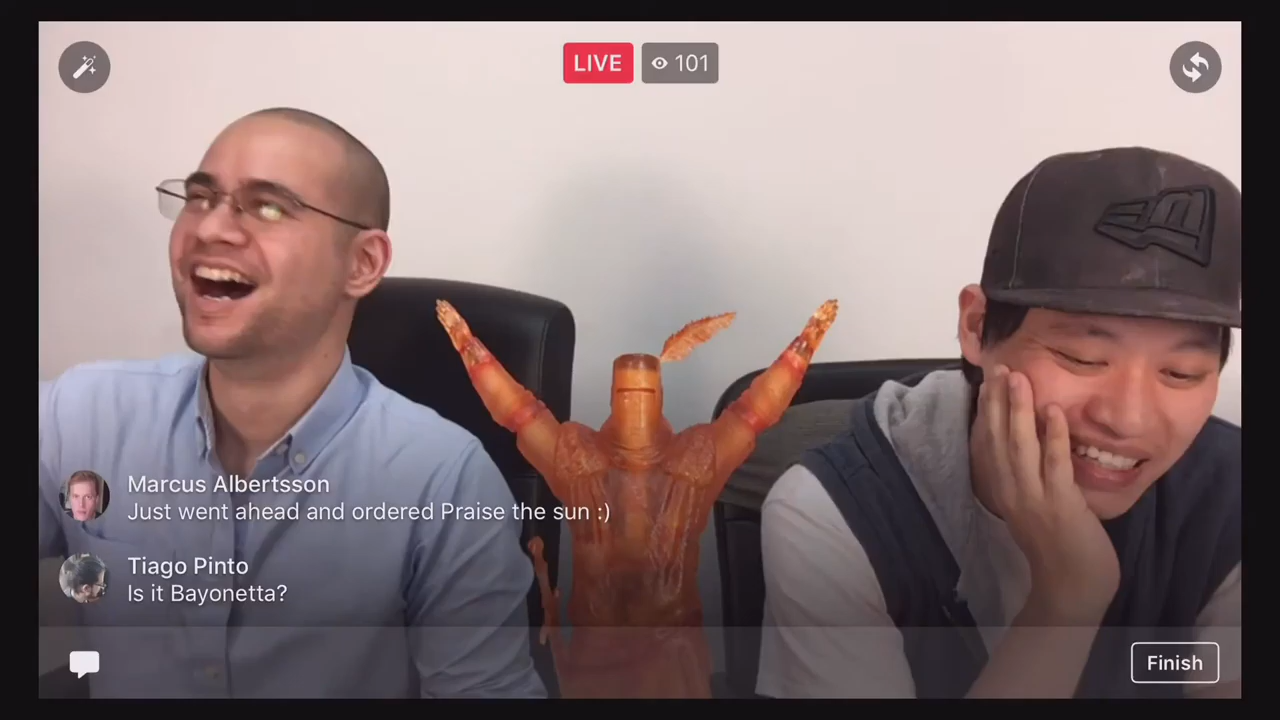 LIVE 101
Marcus Albertsson
Just went ahead and ordered Praise the sun :)
Tiago Pinto
Is it Bayonetta?
Finish